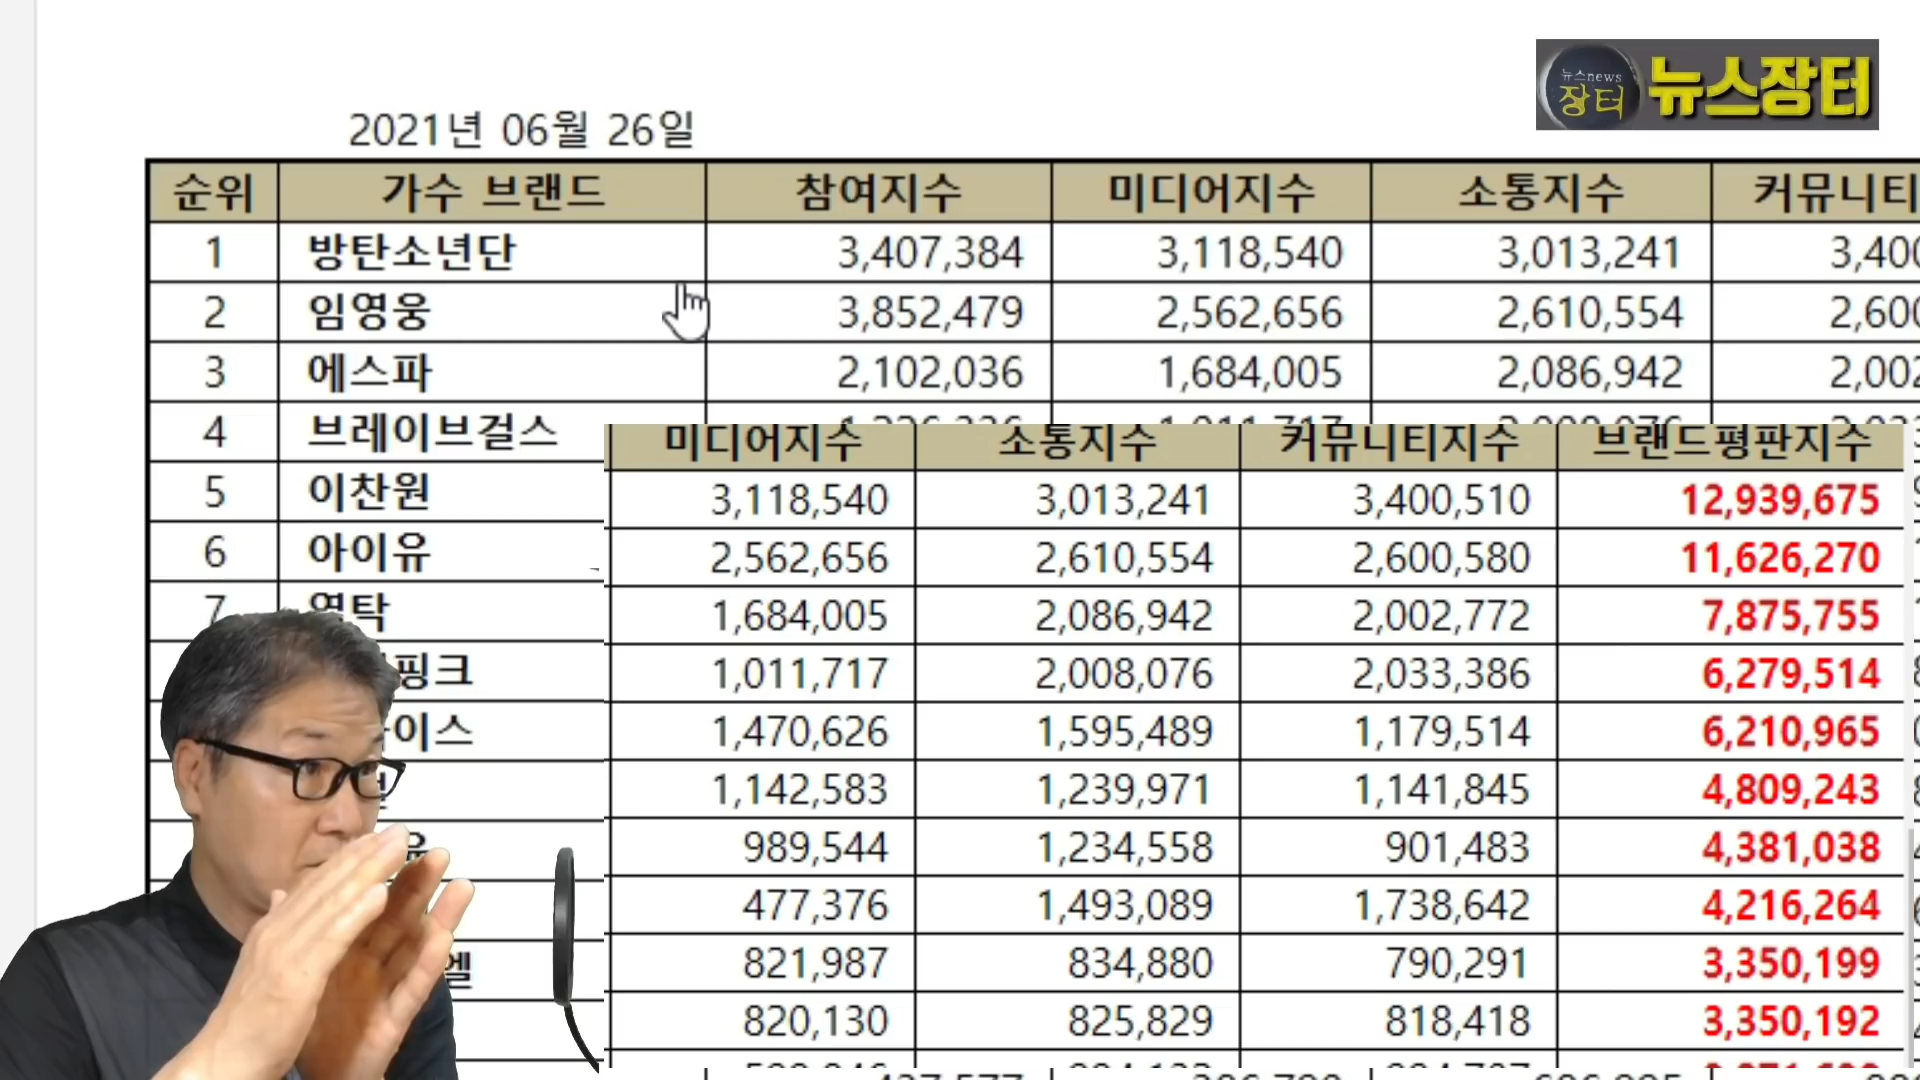 뉴스news
장터
뉴스장터
2021년 06월 26일
순위 가수 브랜드 참여지수 미디어지수 소통지수 커뮤니티
1 방탄소년단 3,407,384 3,118,540 3,013,241 3,400
2 임영웅 3,852,479 2,562,656 2,610,554 2,600
3 에스파 2,102,036 1,684,005 2,086,942 2,002
4 브레이브걸스
5 이찬원
6 아이유
7 영탁
핑크
이스
미디어지수 소통지수 커뮤니티지수 브랜드평판지수
3,118,540 3,013,241 3,400,510 12,939,675
2,562,656 2,610,554 2,600,580 11,626,270
1,684,005 2,086,942 2,002,772 7,875,755
1,011,717 2,008,076 2,033,386 6,279,514
1,470,626 1,595,489 1,179,514 6,210,965
1,142,583 1,239,971 1,141,845 4,809,243
989,544 1,234,558 901,483 4,381,038
477,376 1,493,089 1,738,642 4,216,264
821,987 834,880 790,291 3,350,199
820,130 825,829 818,418 3,350,192